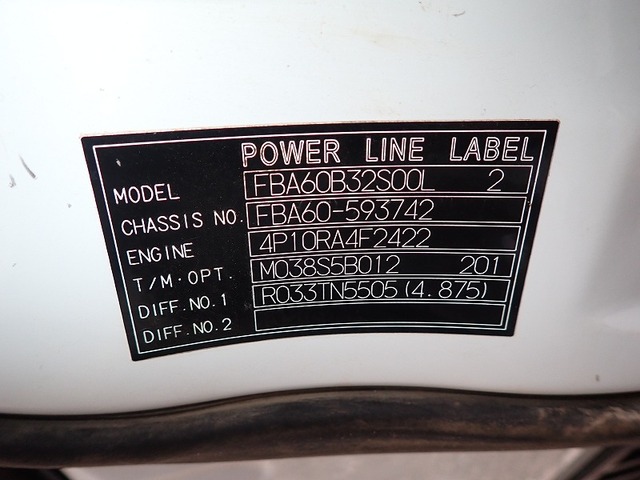 POWER LINE LABEL
MODEL FBA60B32S00L 2
CHASSIS NO. FBA60-593742
ENGINE 4P10RA4F2422
T/M·OPT. M038S5B012 201
DIFF.NO.1 R033TN5505(4.875)
DIFF.NO.2